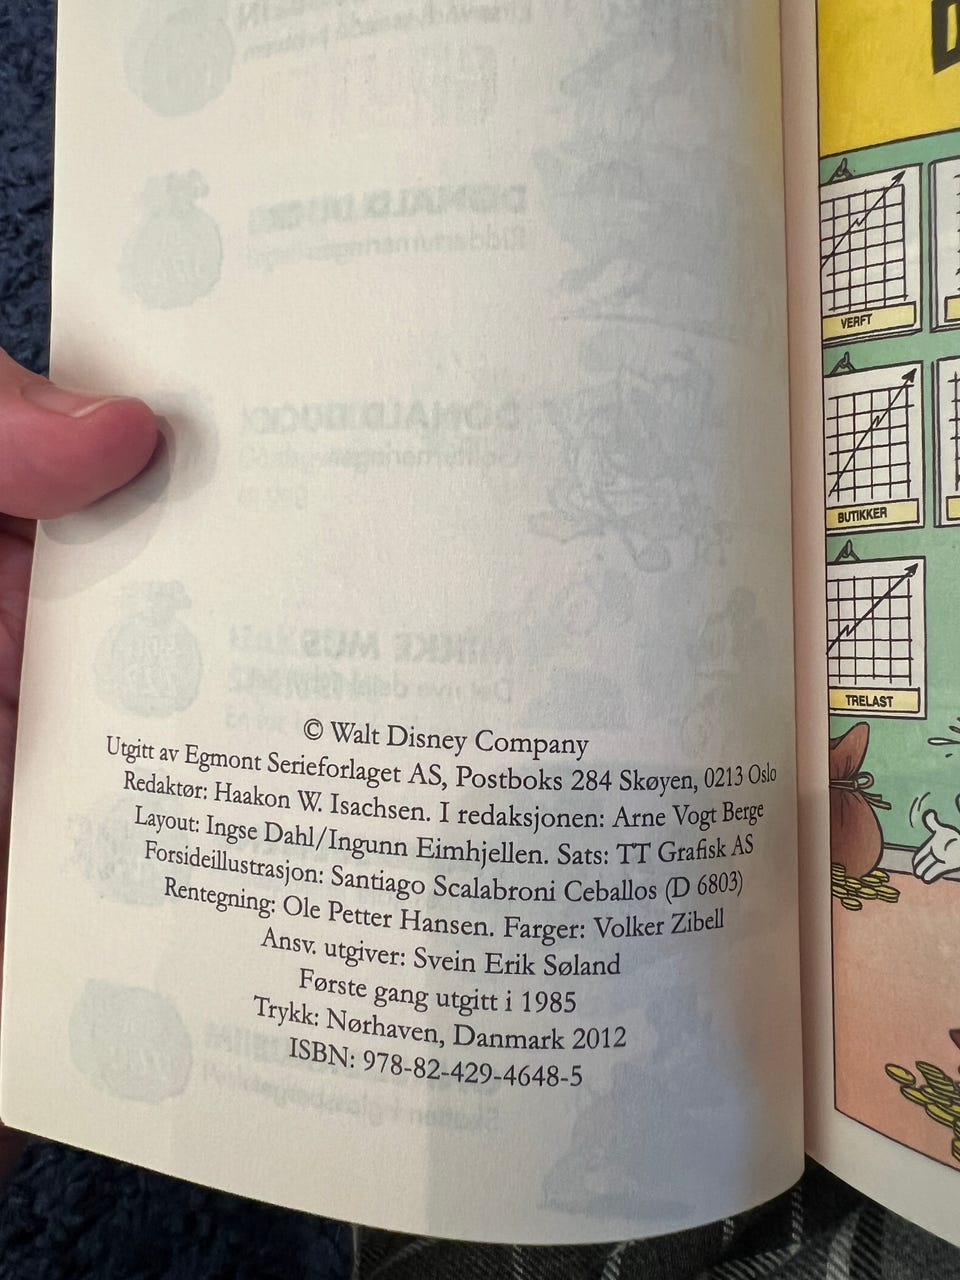 © Walt Disney Company
Utgitt av Egmont Serieforlaget AS, Postboks 284 Skøyen, 0213 Oslo
Redaktør: Haakon W. Isachsen. I redaksjonen: Arne Vogt Berge
Layout: Ingse Dahl/Ingunn Eimhjellen. Sats: TT Grafisk AS
Forsideillustrasjon: Santiago Scalabroni Ceballos (D 6803)
Rentegning: Ole Petter Hansen. Farger: Volker Zibell
Ansv. utgiver: Svein Erik Søland
Første gang utgitt i 1985
Trykk: Nørhaven, Danmark 2012
ISBN: 978-82-429-4648-5
VERFT
BUTIKKER
TRELAST